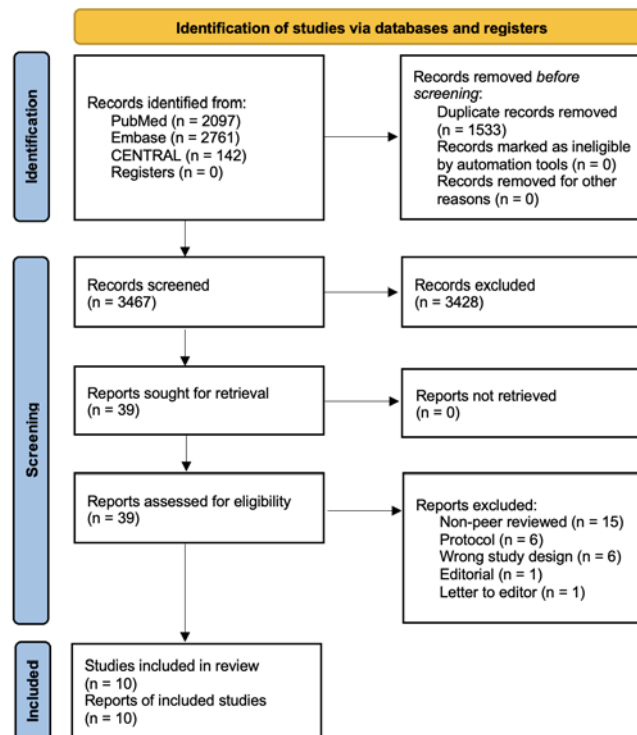 Identification of studies via databases and registers
Identification
Records identified from:
PubMed (n = 2097)
Embase (n = 2761)
CENTRAL (n = 142)
Registers (n = 0)
Records removed before
screening:
Duplicate records removed
(n = 1533)
Records marked as ineligible
by automation tools (n = 0)
Records removed for other
reasons (n = 0)
Screening
Records screened
(n = 3467)
Records excluded
(n = 3428)
Reports sought for retrieval
(n = 39)
Reports not retrieved
(n = 0)
Reports assessed for eligibility
(n = 39)
Reports excluded:
Non-peer reviewed (n = 15)
Protocol (n = 6)
Wrong study design (n = 6)
Editorial (n = 1)
Letter to editor (n = 1)
Included
Studies included in review
(n = 10)
Reports of included studies
(n = 10)